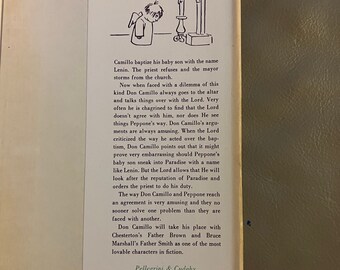 Camillo baptize his baby son with the name
Lenin. The priest refuses and the mayor
storms from the church.
Now when faced with a dilemma of this
kind Don Camillo always goes to the altar
and talks things over with the Lord. Very
often he is chagrined to find that the Lord
doesn't agree with him, nor does He see
things Peppone's way. Don Camillo's argu-
ments are always amusing. When the Lord
criticized the way he acted over the bap-
tism, Don Camillo points out that it might
prove very embarrassing should Peppone's
baby son sneak into Paradise with a name
like Lenin. But the Lord allows that He will
look after the reputation of Paradise and
orders the priest to do his duty.
The way Don Camillo and Peppone reach
an agreement is very amusing and they no
sooner solve one problem than they are
faced with another.
Don Camillo will take his place with
Chesterton's Father Brown and Bruce
Marshall's Father Smith as one of the most
lovable characters in fiction.
Pellegrini & Cudahy